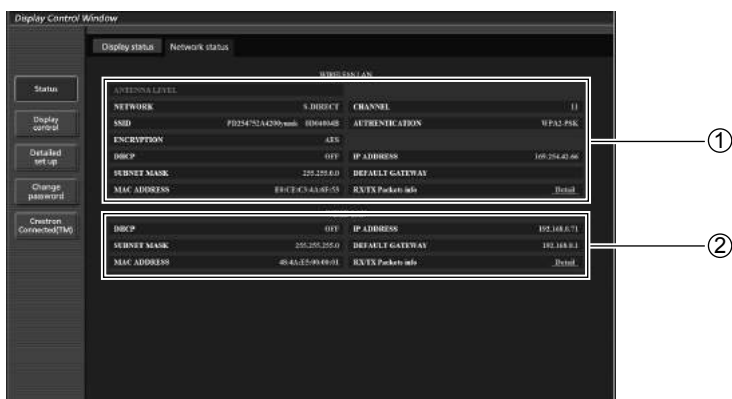 Display Control Window
Display status Network status
WIRELESS LAN
Status
ANTENNA LEVEL
NETWORK S-DIRECT CHANNEL 11
SSID AUTHENTICATION WPA2-PSK
ENCRYPTION AES
DHCP OFF IP ADDRESS
SUBNET MASK 255.255.0.0 DEFAULT GATEWAY
MAC ADDRESS RX/TX Packets info Detail
①
Display control
Detailed set up
Change password
Crestron Connected(TM)
DHCP OFF IP ADDRESS 192.168.0.71
SUBNET MASK 255.255.255.0 DEFAULT GATEWAY 192.168.0.1
MAC ADDRESS RX/TX Packets info Detail
②